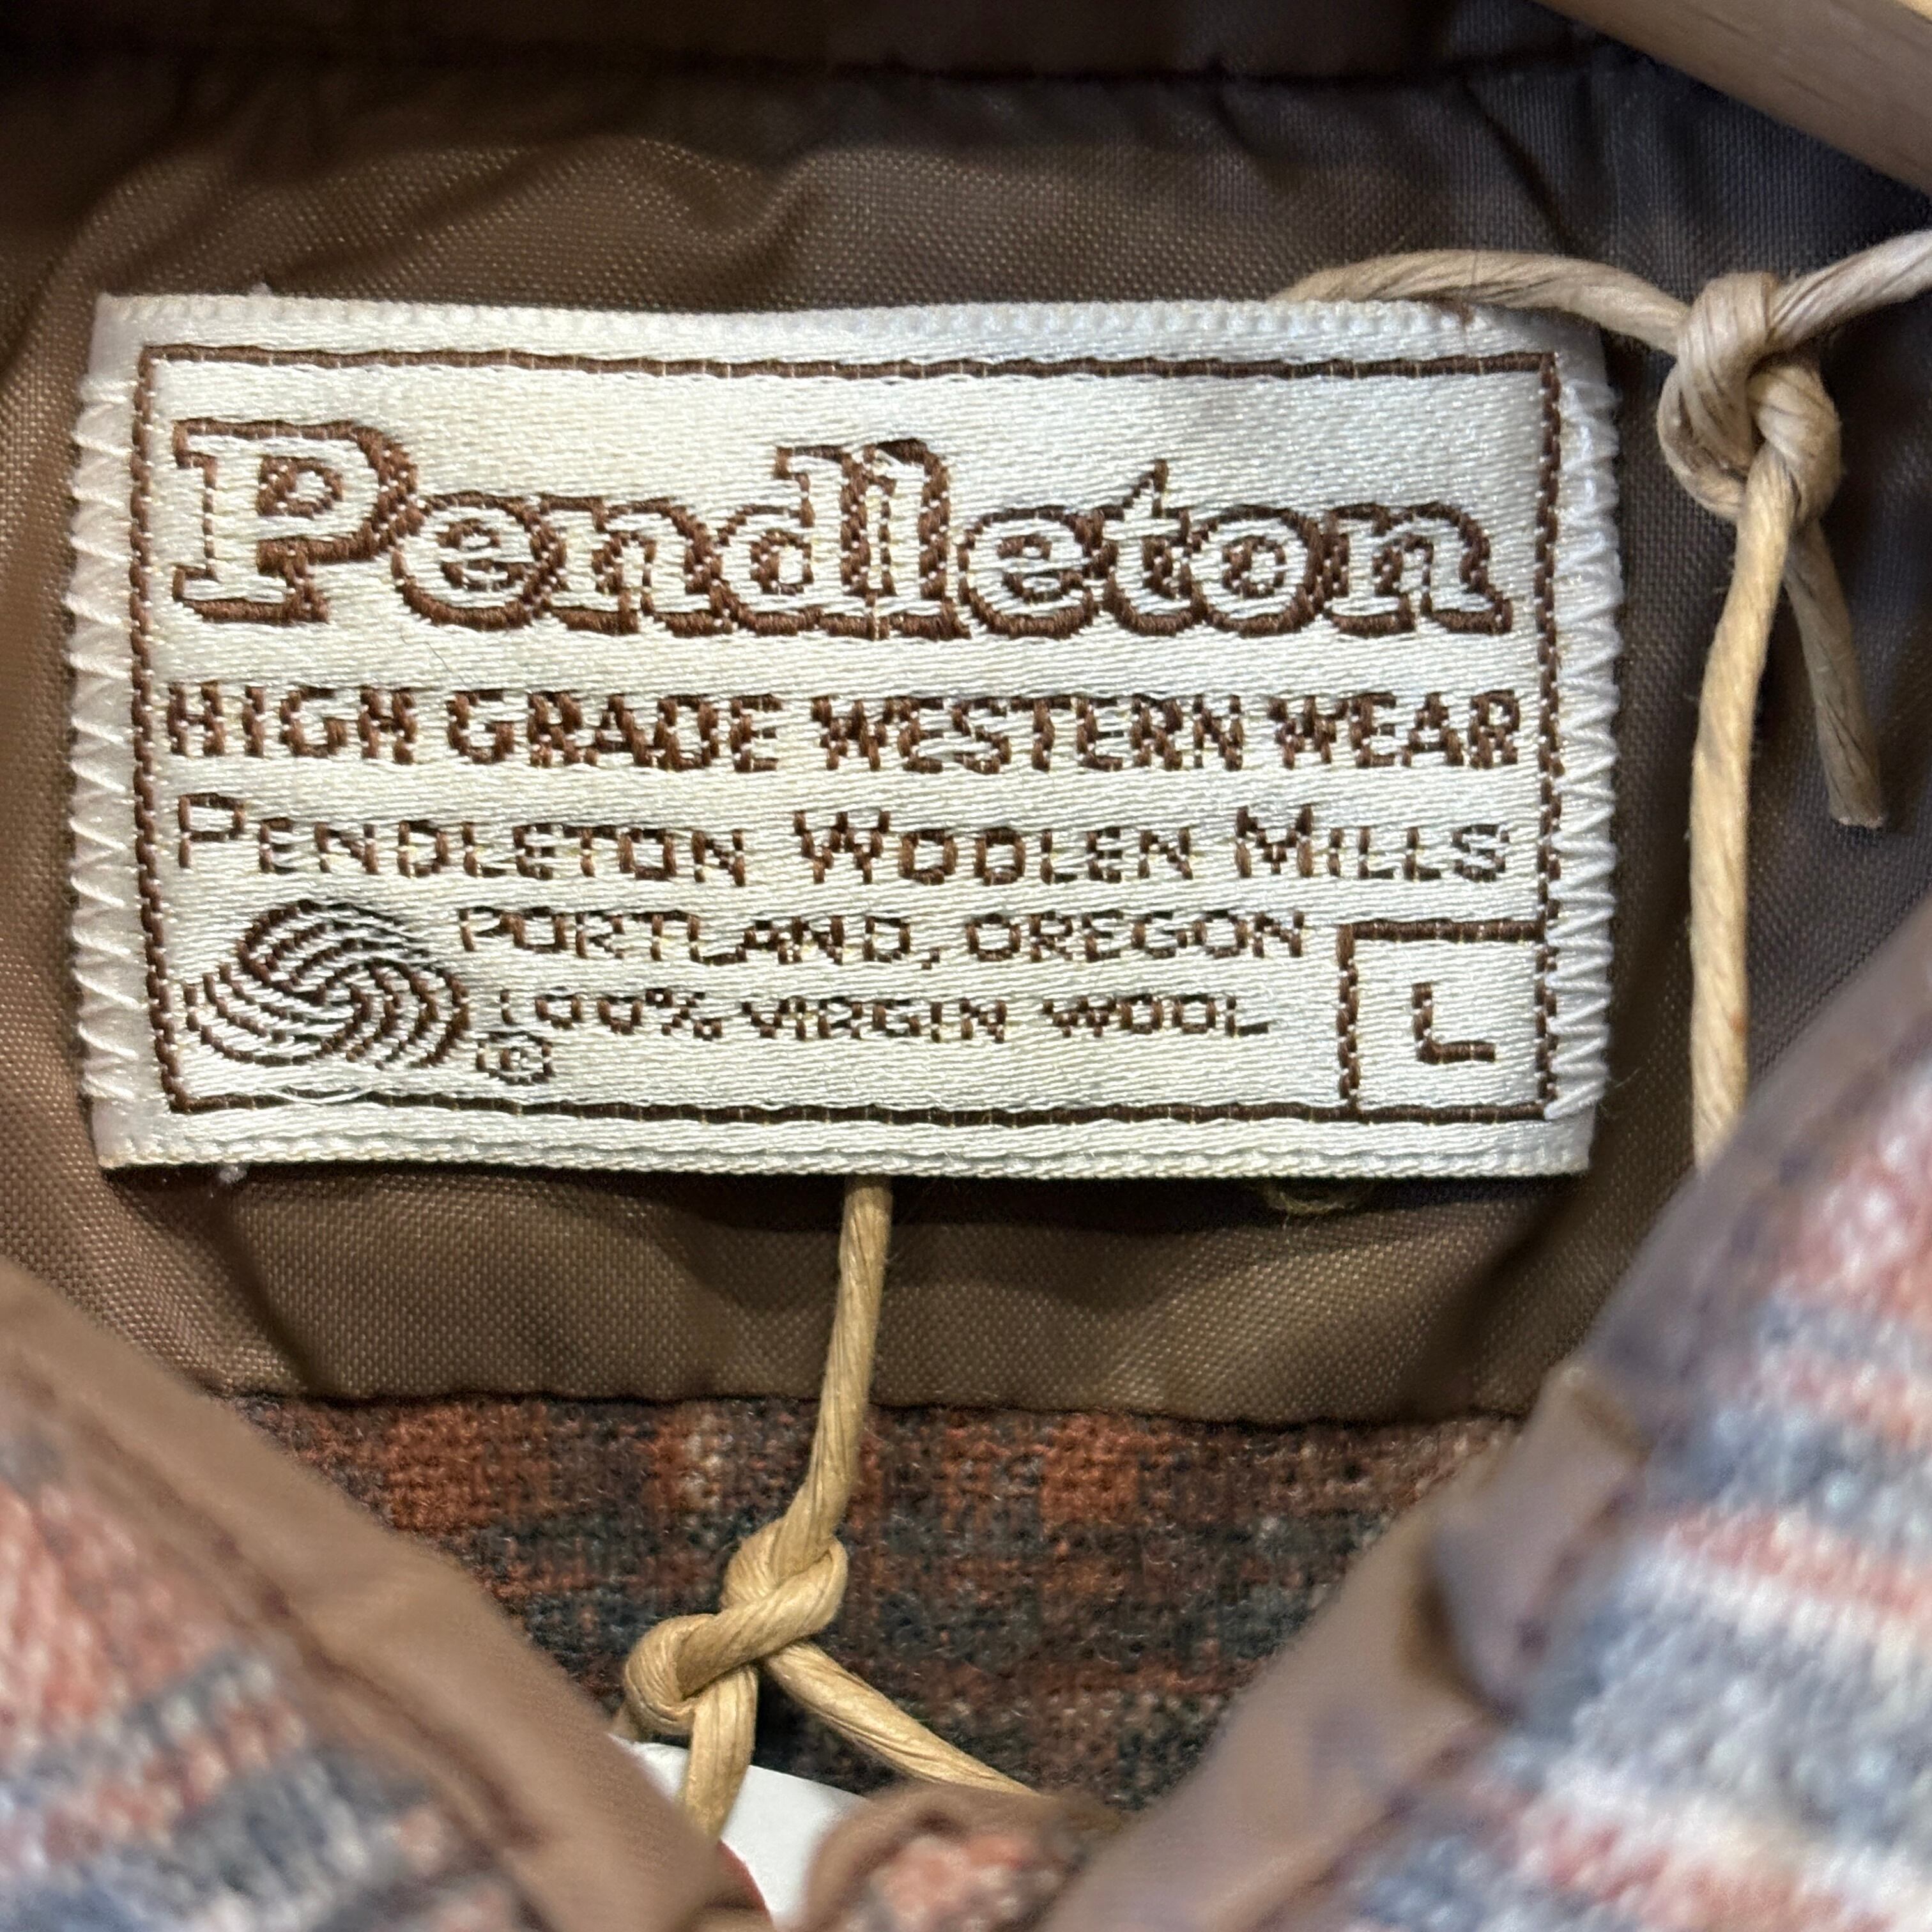 Pendleton
HIGH GRADE WESTERN WEAR
PENDLETON WOOLEN MILLS
PORTLAND, OREGON
® 100% VIRGIN WOOL
L